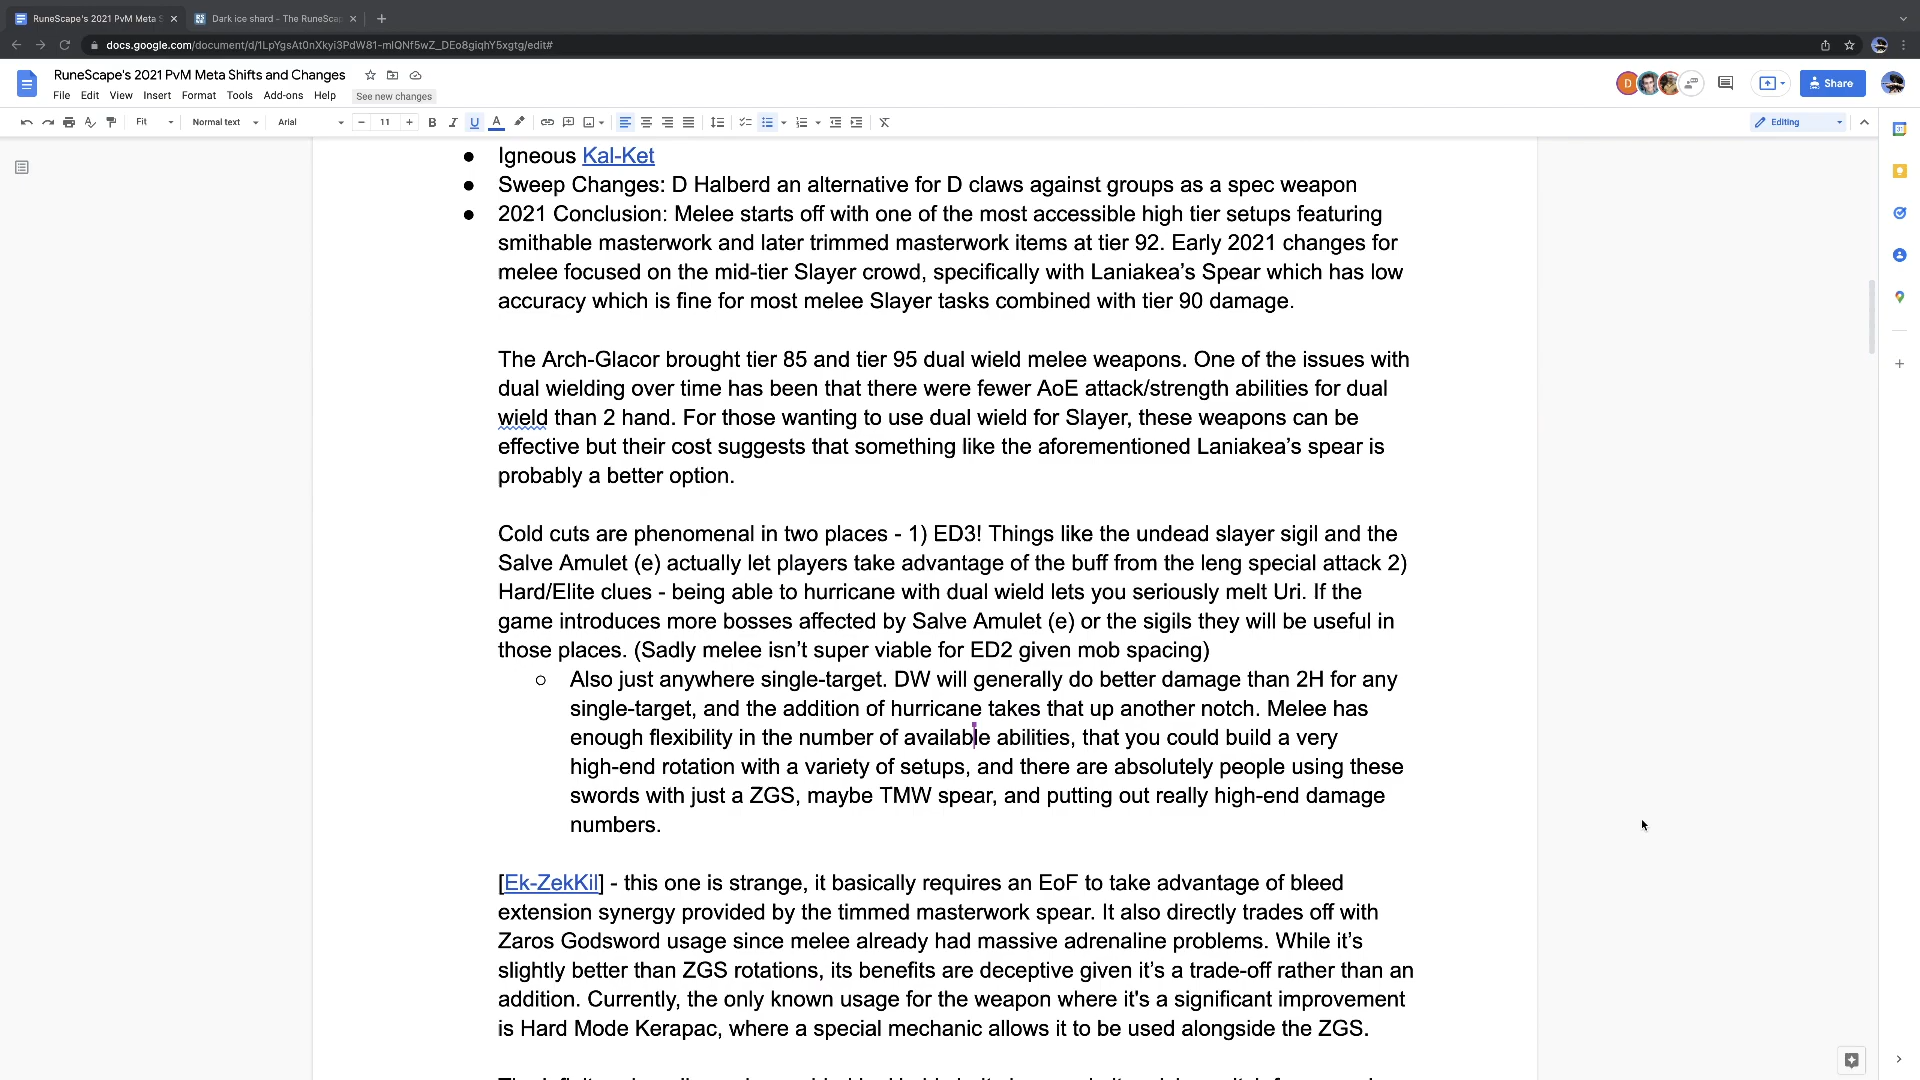 RuneScape's 2021 PvM Meta S
Dark ice shard - The RuneSca
docs.google.com/document/d/1LpYgsAt0nXkyi3PdW81-mIQNf5wZ_DEo8giqhY5xgtg/edit#
RuneScape's 2021 PvM Meta Shifts and Changes
File Edit View Insert Format Tools Add-ons Help See new changes
D
Share
Fit Normal text Arial 11 B I U A Editing
● Igneous Kal-Ket
● Sweep Changes: D Halberd an alternative for D claws against groups as a spec weapon
● 2021 Conclusion: Melee starts off with one of the most accessible high tier setups featuring
smithable masterwork and later trimmed masterwork items at tier 92. Early 2021 changes for
melee focused on the mid-tier Slayer crowd, specifically with Laniakea's Spear which has low
accuracy which is fine for most melee Slayer tasks combined with tier 90 damage.
The Arch-Glacor brought tier 85 and tier 95 dual wield melee weapons. One of the issues with
dual wielding over time has been that there were fewer AoE attack/strength abilities for dual
wield than 2 hand. For those wanting to use dual wield for Slayer, these weapons can be
effective but their cost suggests that something like the aforementioned Laniakea's spear is
probably a better option.
Cold cuts are phenomenal in two places - 1) ED3! Things like the undead slayer sigil and the
Salve Amulet (e) actually let players take advantage of the buff from the leng special attack 2)
Hard/Elite clues - being able to hurricane with dual wield lets you seriously melt Uri. If the
game introduces more bosses affected by Salve Amulet (e) or the sigils they will be useful in
those places. (Sadly melee isn't super viable for ED2 given mob spacing)
○ Also just anywhere single-target. DW will generally do better damage than 2H for any
single-target, and the addition of hurricane takes that up another notch. Melee has
enough flexibility in the number of available abilities, that you could build a very
high-end rotation with a variety of setups, and there are absolutely people using these
swords with just a ZGS, maybe TMW spear, and putting out really high-end damage
numbers.
[Ek-ZekKil] - this one is strange, it basically requires an EoF to take advantage of bleed
extension synergy provided by the timmed masterwork spear. It also directly trades off with
Zaros Godsword usage since melee already had massive adrenaline problems. While it's
slightly better than ZGS rotations, its benefits are deceptive given it's a trade-off rather than an
addition. Currently, the only known usage for the weapon where it's a significant improvement
is Hard Mode Kerapac, where a special mechanic allows it to be used alongside the ZGS.